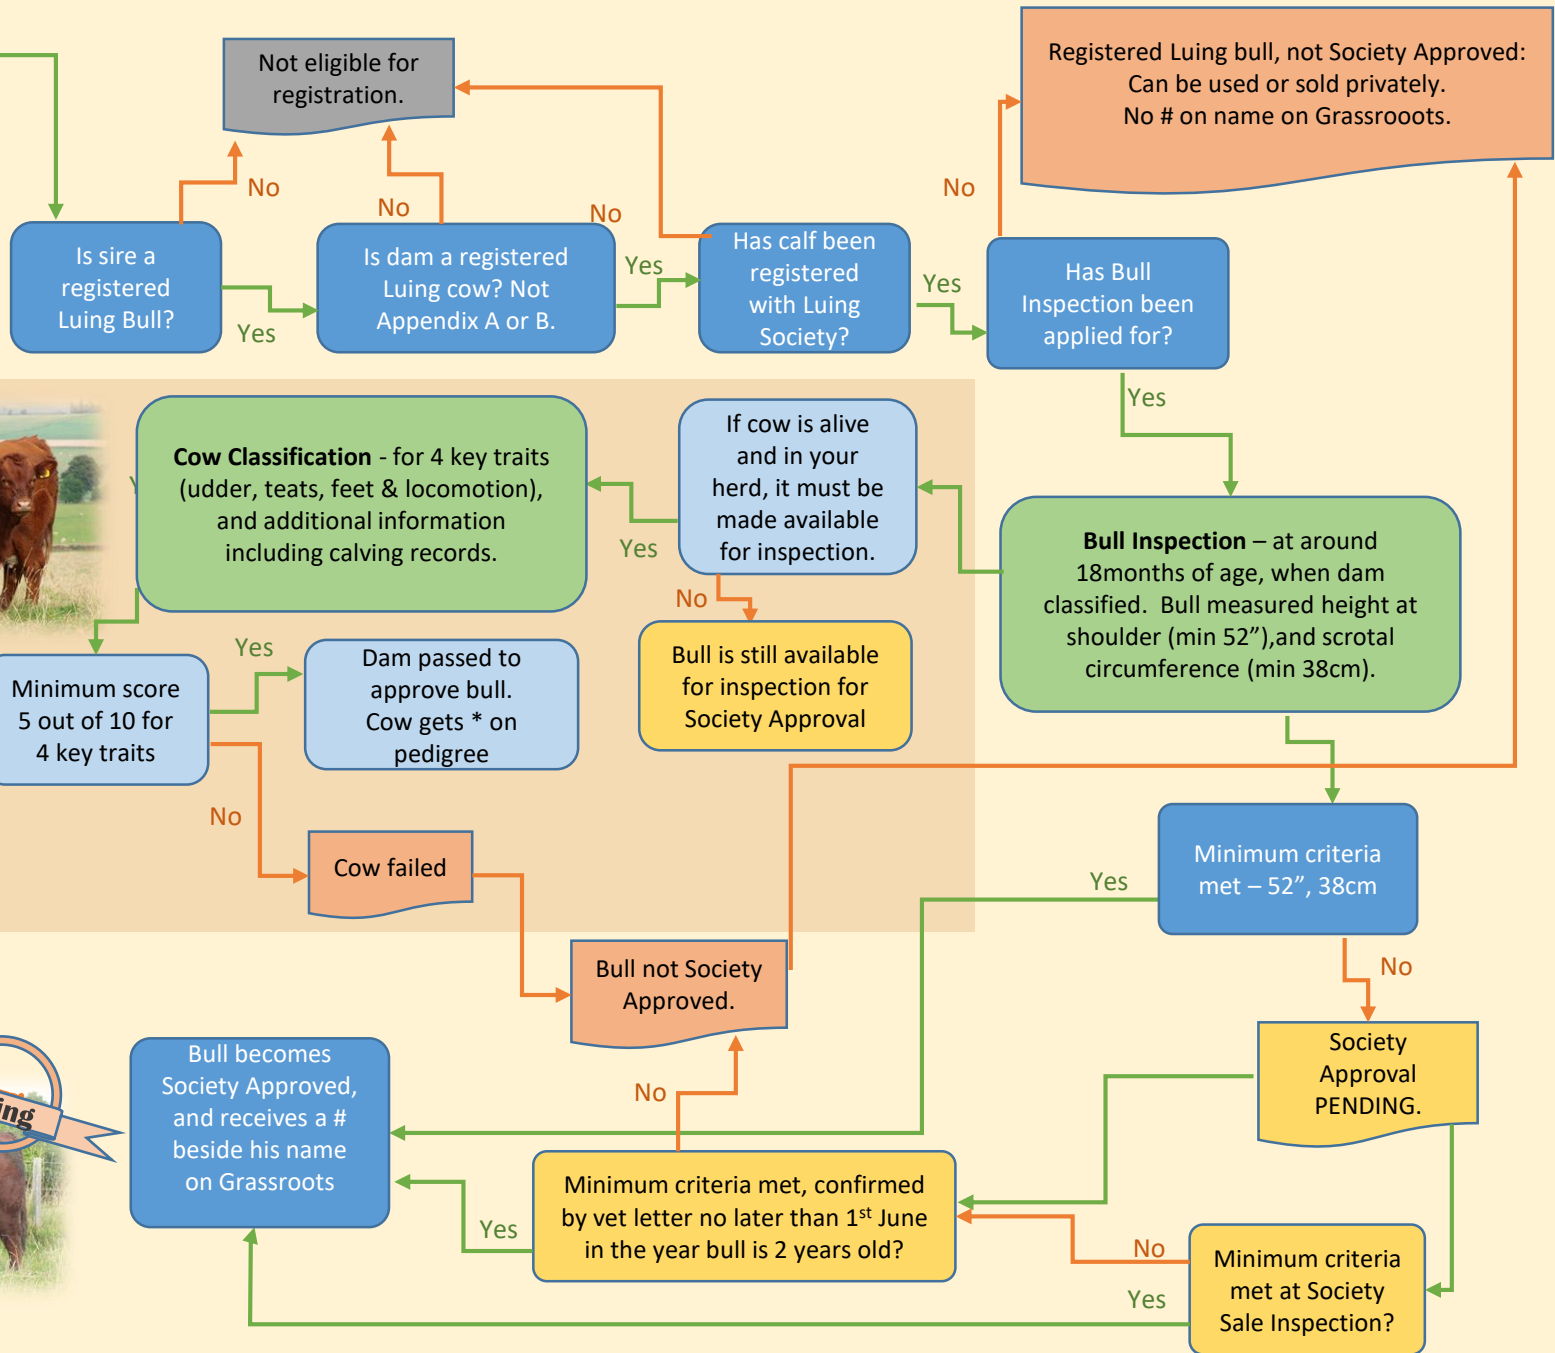 Not eligible for
registration.
Registered Luing bull, not Society Approved:
Can be used or sold privately.
No # on name on Grassrooots.
No
No
No
No
Is sire a
registered
Luing Bull?
Yes
Is dam a registered
Luing cow? Not
Appendix A or B.
Yes
Has calf been
registered
with Luing
Society?
Yes
Has Bull
Inspection been
applied for?
Yes
Cow Classification - for 4 key traits
(udder, teats, feet & locomotion),
and additional information
including calving records.
Yes
If cow is alive
and in your
herd, it must be
made available
for inspection.
No
Bull Inspection – at around
18months of age, when dam
classified. Bull measured height at
shoulder (min 52”),and scrotal
circumference (min 38cm).
Bull is still available
for inspection for
Society Approval
Minimum score
5 out of 10 for
4 key traits
Yes
Dam passed to
approve bull.
Cow gets * on
pedigree
No
Cow failed
Minimum criteria
met – 52”, 38cm
Yes
No
Bull not Society
Approved.
No
Society
Approval
PENDING.
Bull becomes
Society Approved,
and receives a #
beside his name
on Grassroots
ing
Yes
Minimum criteria met, confirmed
by vet letter no later than 1st June
in the year bull is 2 years old?
No
Yes
Minimum criteria
met at Society
Sale Inspection?